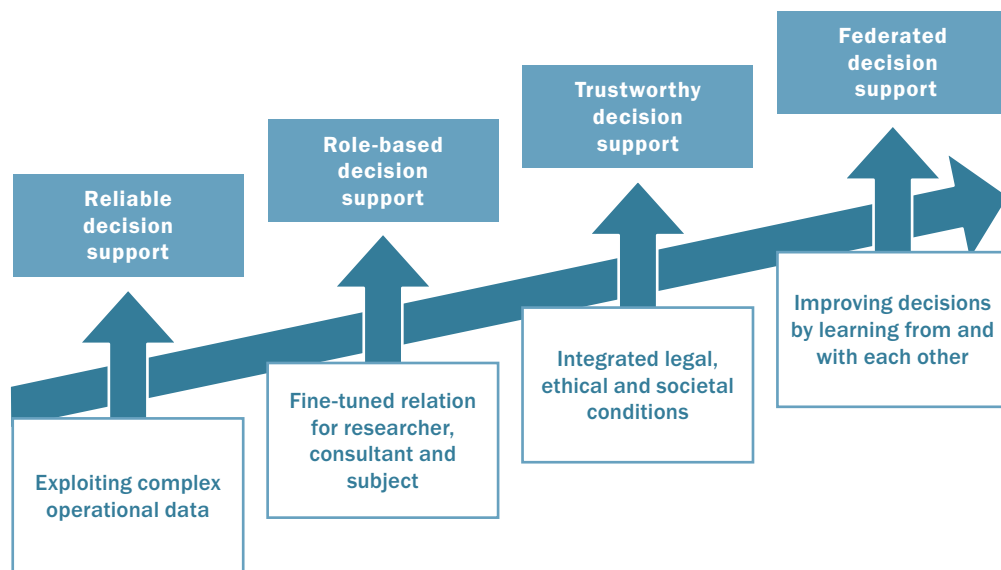 Federated
decision
support
Trustworthy
decision
support
Role-based
decision
support
Reliable
decision
support
Improving decisions
by learning from and
with each other
Integrated legal,
ethical and societal
conditions
Fine-tuned relation
for researcher,
consultant and
subject
Exploiting complex
operational data